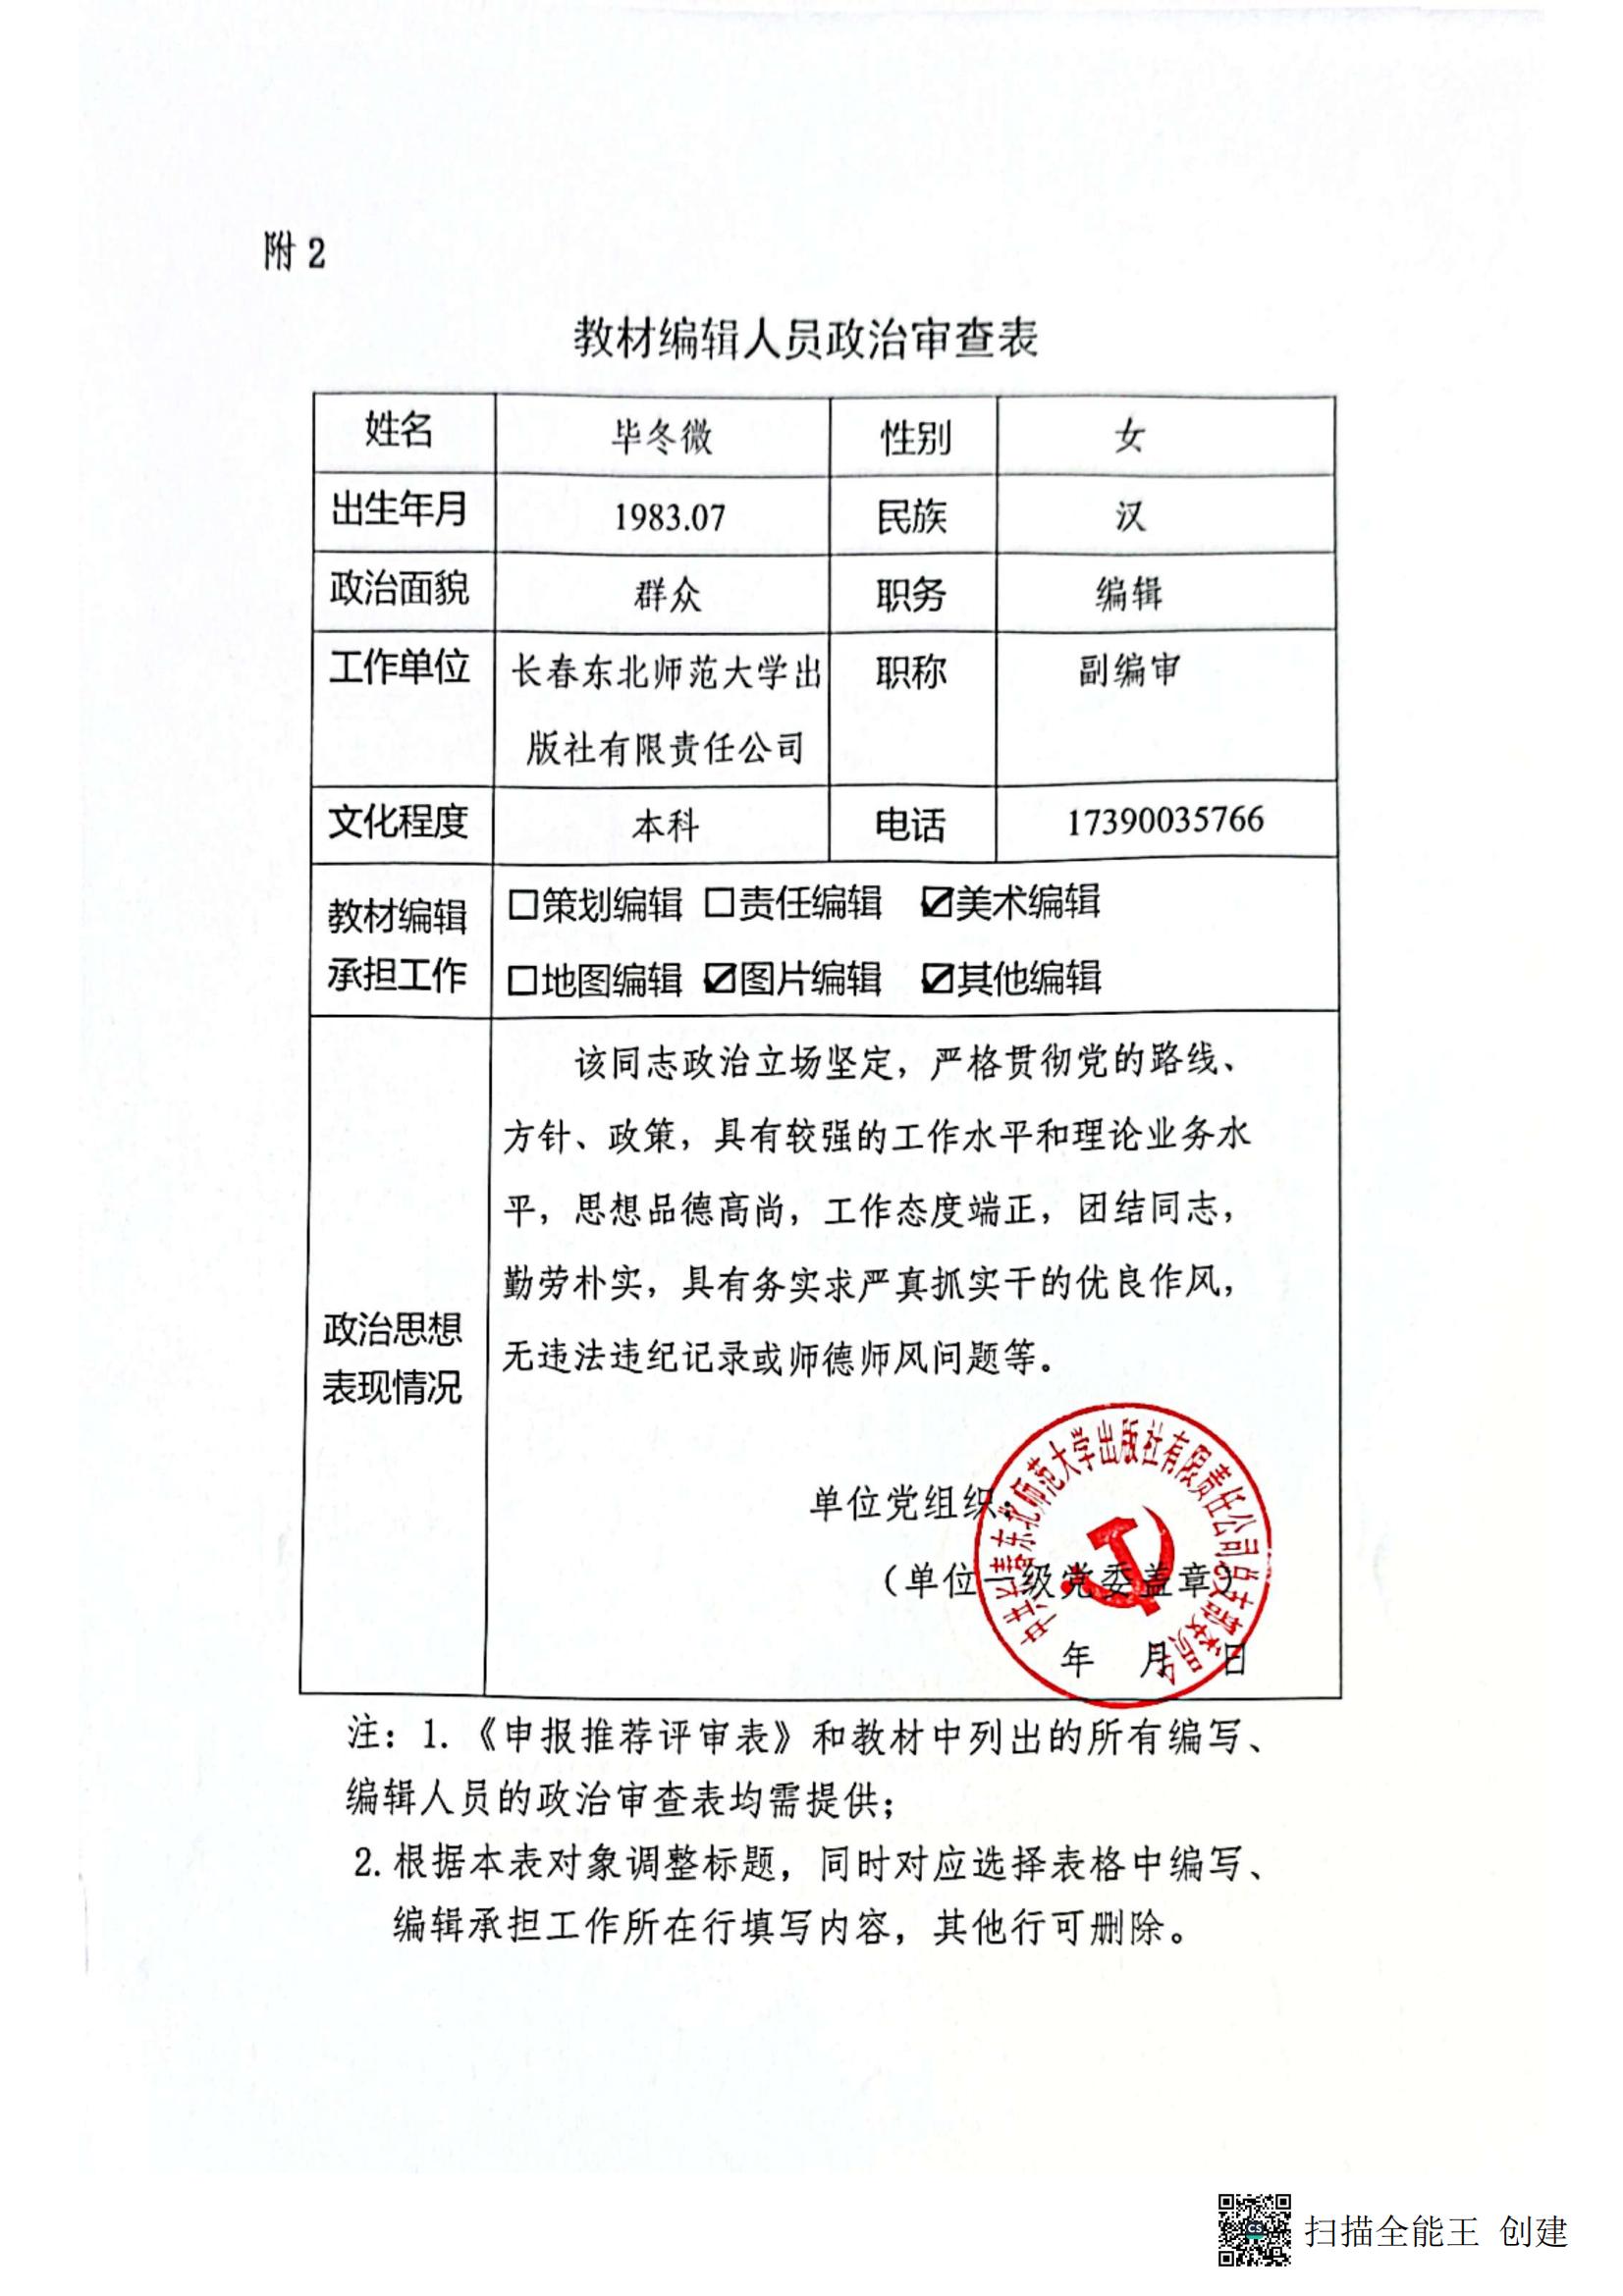 附 2
教材编辑人员政治审查表
姓名 毕冬微 性别 女
出生年月 1983.07 民族 汉
政治面貌 群众 职务 编辑
工作单位 长春东北师范大学出 职称 副编审
版社有限责任公司
文化程度 本科 电话 17390035766
教材编辑 □策划编辑 □责任编辑 ☑美术编辑
承担工作 □地图编辑 ☑图片编辑 ☑其他编辑
该同志政治立场坚定，严格贯彻党的路线、
方针、政策，具有较强的工作水平和理论业务水
平，思想品德高尚，工作态度端正，团结同志，
勤劳朴实，具有务实求严真抓实干的优良作风，
无违法违纪记录或师德师风问题等。
政治思想
表现情况
单位党组织：
（单位一级党委盖章）
年 月 日
中共长春东北师范大学出版社有限责任公司总支部委员会
注：1.《申报推荐评审表》和教材中列出的所有编写、
编辑人员的政治审查表均需提供；
2.根据本表对象调整标题，同时对应选择表格中编写、
编辑承担工作所在行填写内容，其他行可删除。
CS
扫描全能王 创建